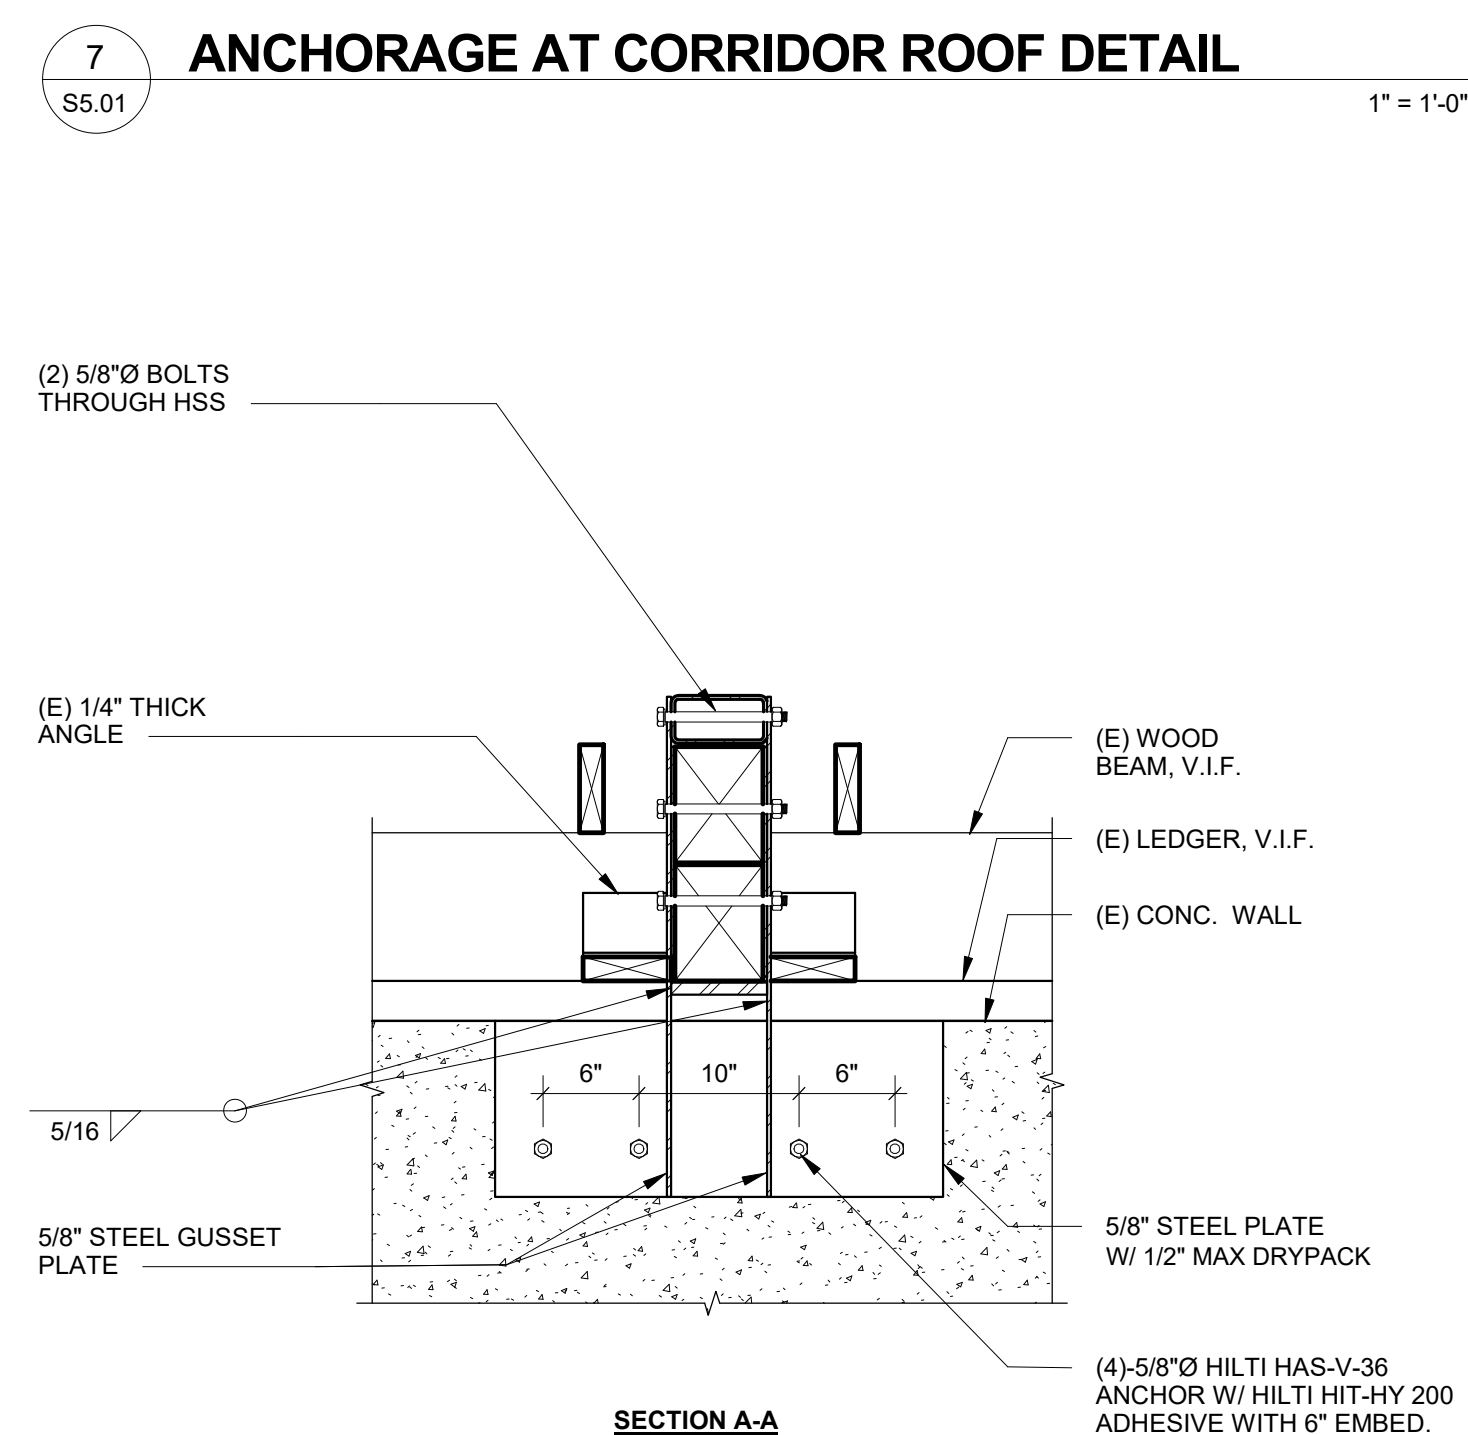 7
S5.01
ANCHORAGE AT CORRIDOR ROOF DETAIL
1" = 1'-0"
(2) 5/8"Ø BOLTS
THROUGH HSS
(E) 1/4" THICK
ANGLE
(E) WOOD
BEAM, V.I.F.
(E) LEDGER, V.I.F.
(E) CONC. WALL
6" 10" 6"
5/16
5/8" STEEL GUSSET
PLATE
5/8" STEEL PLATE
W/ 1/2" MAX DRYPACK
(4)-5/8"Ø HILTI HAS-V-36
ANCHOR W/ HILTI HIT-HY 200
ADHESIVE WITH 6" EMBED.
SECTION A-A